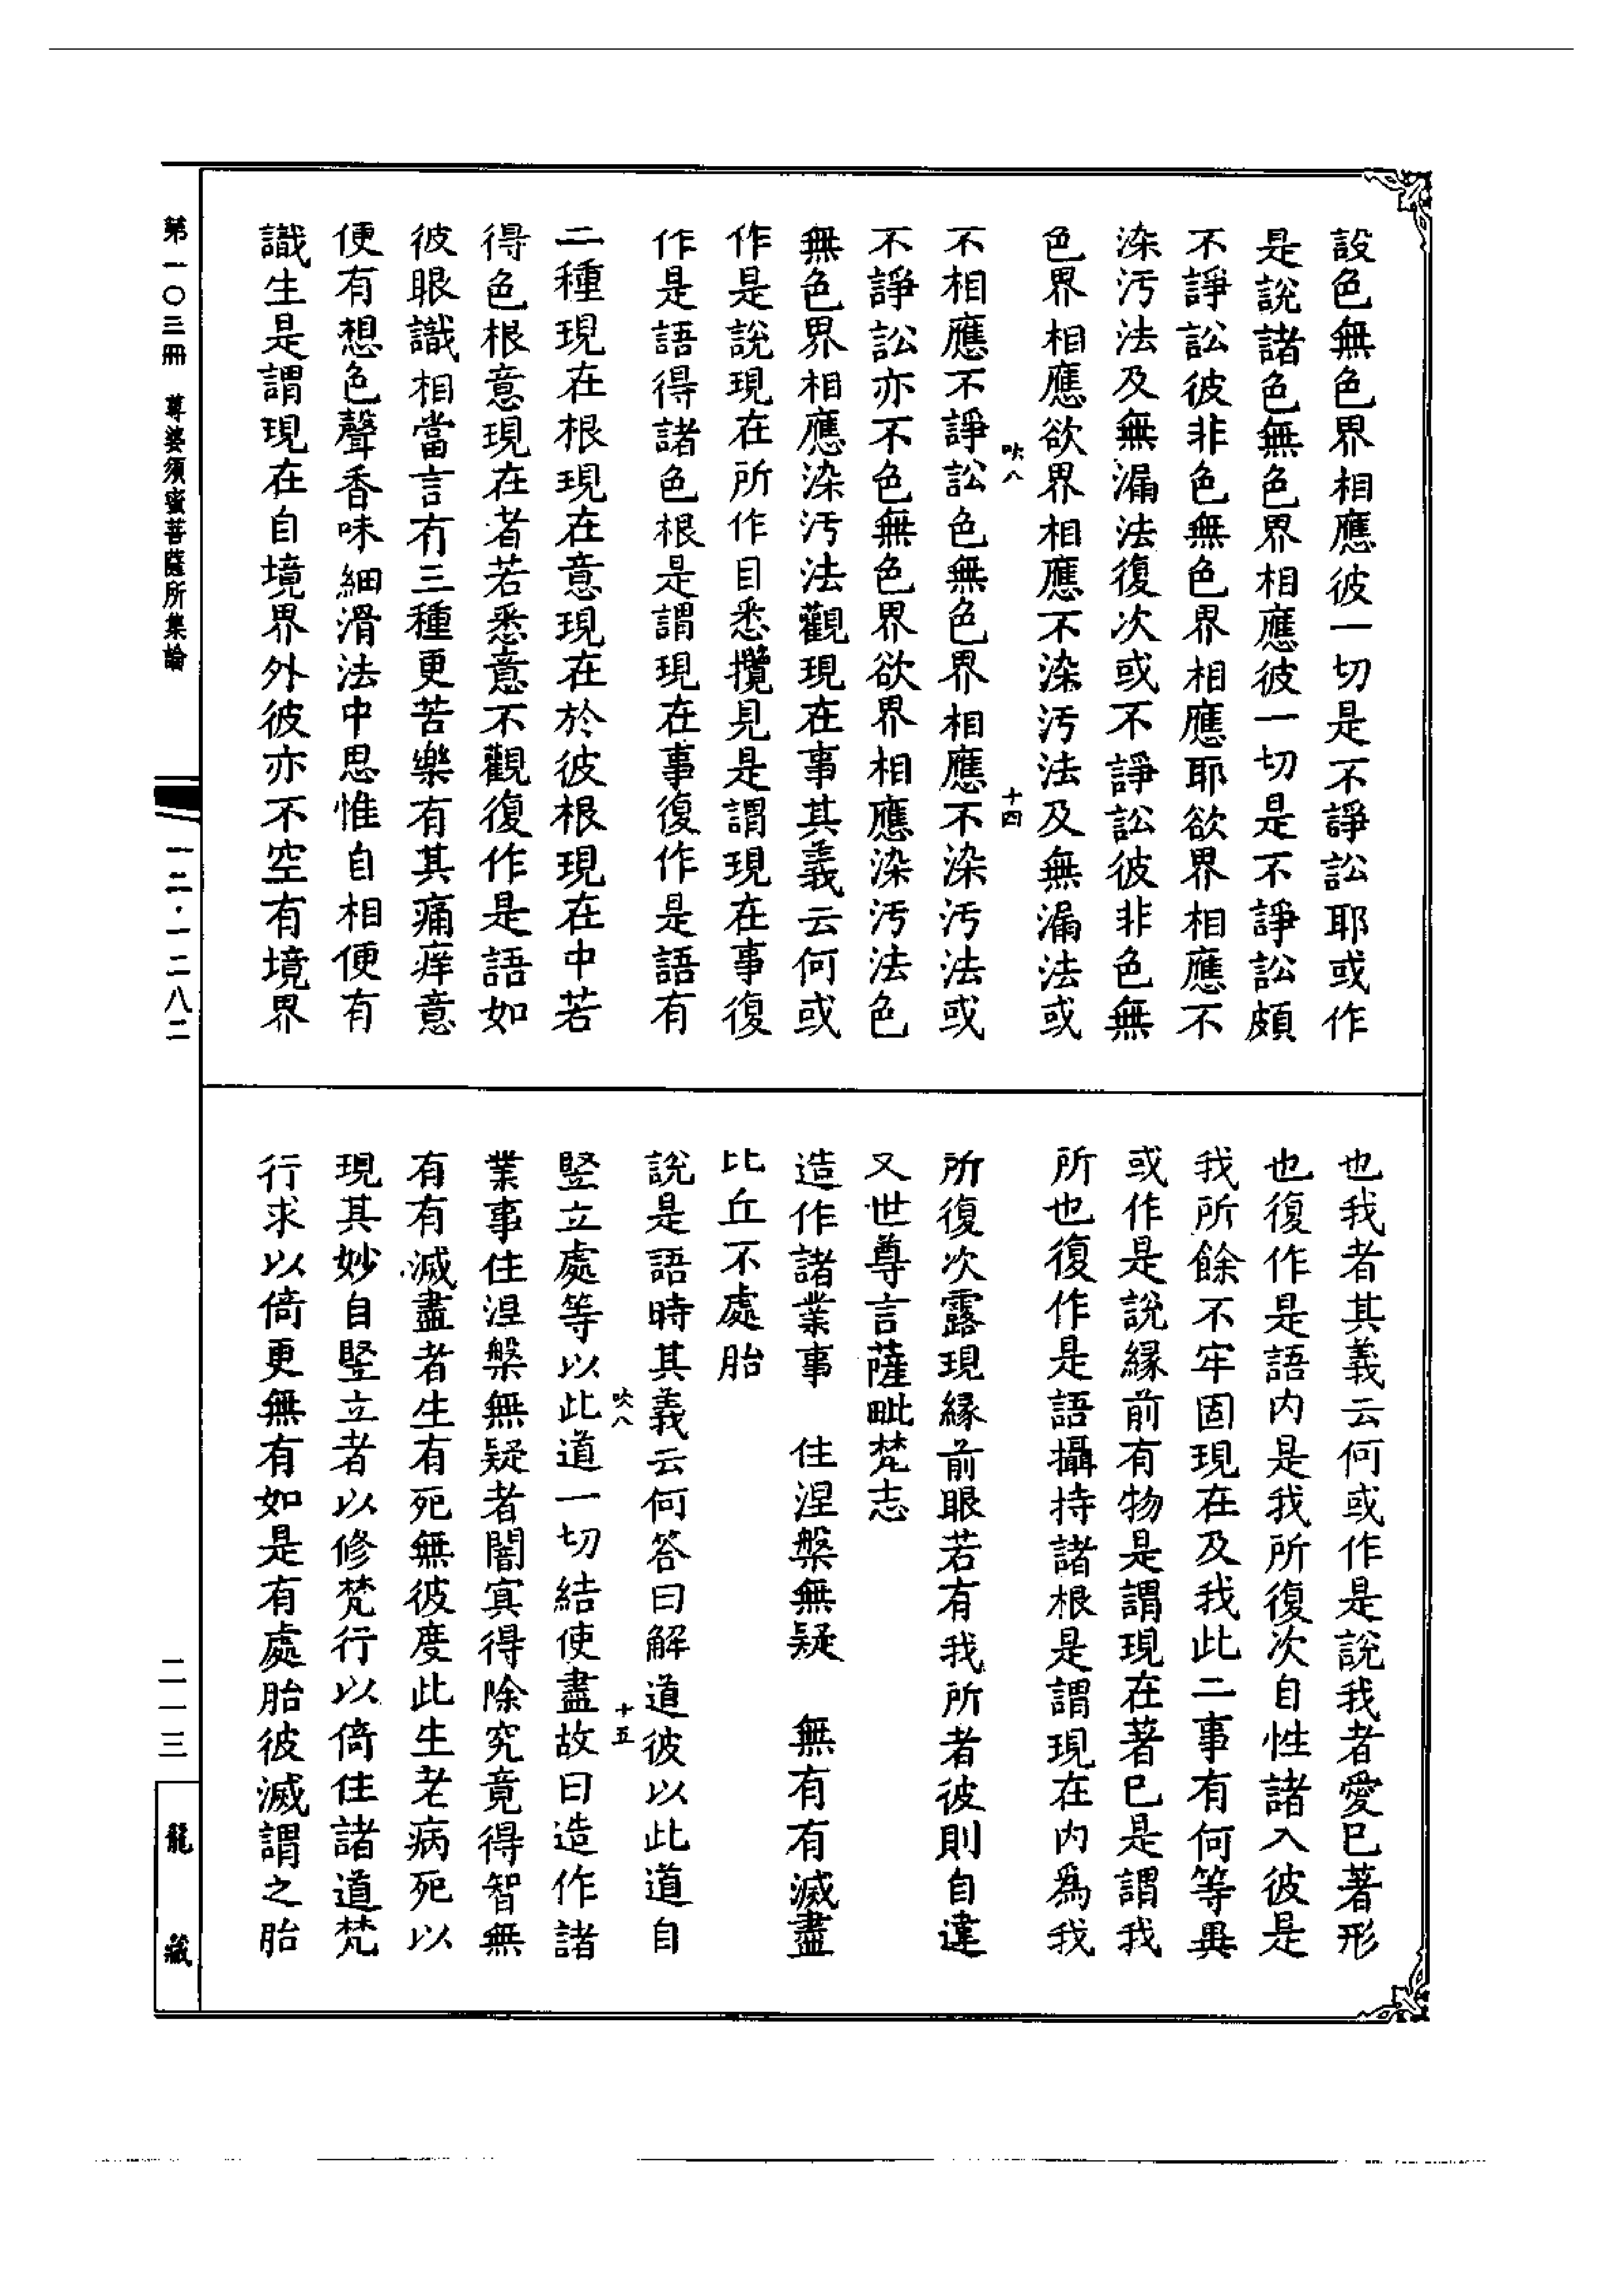 設色無色界相應彼一切是不諍訟耶或作
是說諸色無色界相應彼一切是不諍訟頗
不諍訟彼非色無色界相應耶欲界相應不
染汚法及無漏法復次或不諍訟彼非色無
色界相應欲界相應不染汚法及無漏法或
吹八
十四
不相應不諍訟色無色界相應不染汚法或
不諍訟亦不色無色界欲界相應染汚法色
無色界相應染汚法觀現在事其義云何或
作是說現在所作目悉攬見是謂現在事復
作是語得諸色根是謂現在事復作是語有
二種現在根現在意現在於彼根現在中若
得色根意現在者若悉意不觀復作是語如
彼眼識相當言有三種更苦樂有其痛痒意
便有想色聲香味細滑法中思惟自相便有
識生是謂現在自境界外彼亦不空有境界
也我者其義云何或作是說我者愛已著形
也復作是語内是我所復次自性諸入彼是
我所餘不牢固現在及我此二事有何等異
或作是說緣前有物是謂現在著已是謂我
所也復作是語攝持諸根是謂現在内爲我
所復次露現緣前眼若有我所者彼則自違
又世尊言薩毗梵志
造作諸業事　住涅槃無疑　無有有滅盡
比丘不處胎
說是語時其義云何答曰解道彼以此道自
吹八
十五
竪立處等以此道一切結使盡故曰造作諸
業事住涅槃無疑者闇冥得除究竟得智無
有有滅盡者生有死無彼度此生老病死以
現其妙自竪立者以修梵行以倚住諸道梵
行求以倚更無有如是有處胎彼滅謂之胎
第一〇三冊　尊婆須蜜菩薩所集論
一二·一二八二
二一三
龍藏